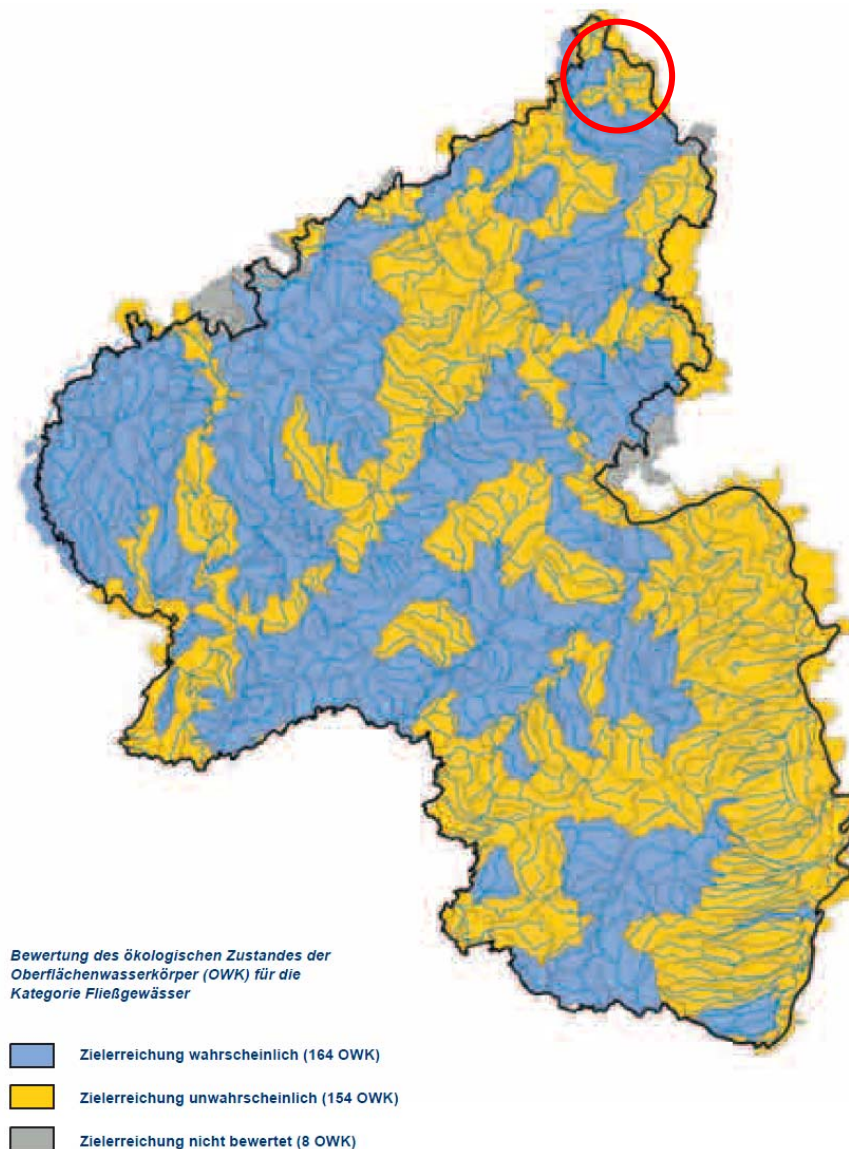 Bewertung des ökologischen Zustandes der
Oberflächenwasserkörper (OWK) für die
Kategorie Fließgewässer
Zielerreichung wahrscheinlich (164 OWK)
Zielerreichung unwahrscheinlich (154 OWK)
Zielerreichung nicht bewertet (8 OWK)